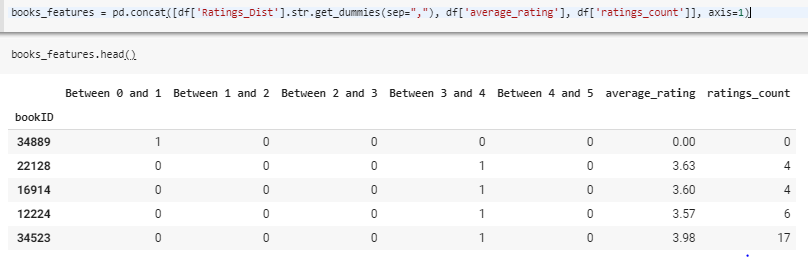 books_features = pd.concat([df['Ratings_Dist'].str.get_dummies(sep=","), df['average_rating'], df['ratings_count']], axis=1)
books_features.head()
Between 0 and 1 Between 1 and 2 Between 2 and 3 Between 3 and 4 Between 4 and 5 average_rating ratings_count
bookID
34889 1 0 0 0 0 0.00 0
22128 0 0 0 1 0 3.63 4
16914 0 0 0 1 0 3.60 4
12224 0 0 0 1 0 3.57 6
34523 0 0 0 1 0 3.98 17